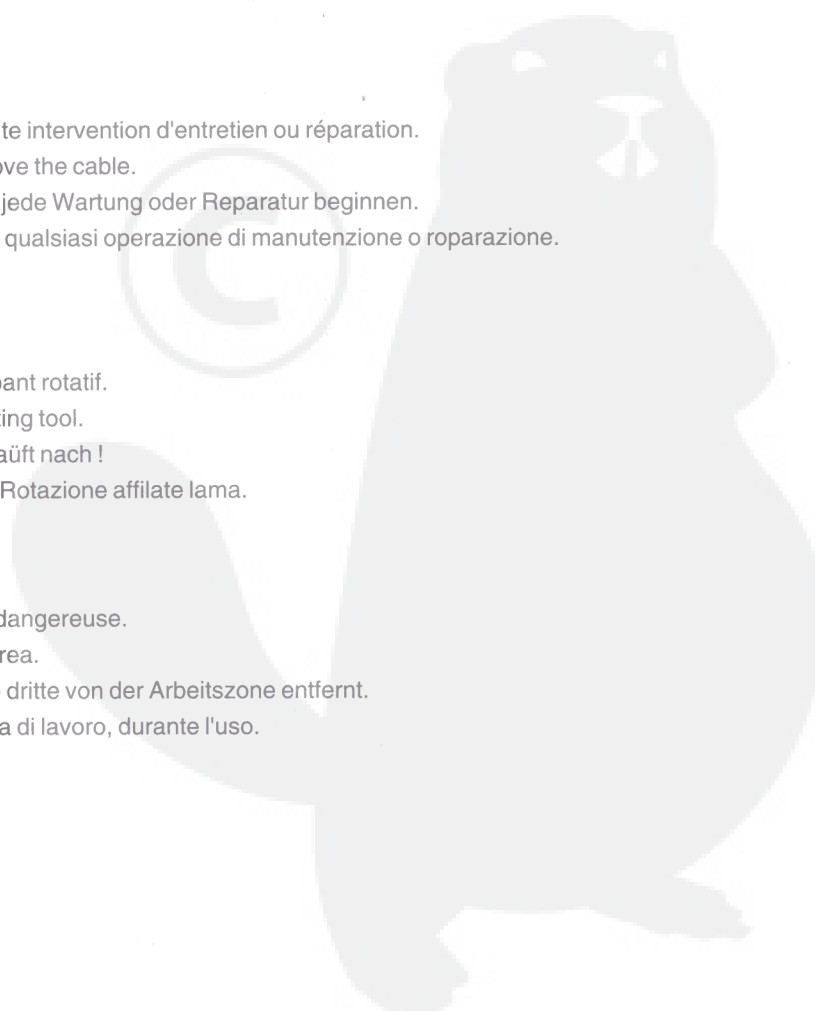 te intervention d'entretien ou réparation.
ove the cable.
jede Wartung oder Reparatur beginnen.
qualsiasi operazione di manutenzione o roparazione.
©
pant rotatif.
ting tool.
aüft nach !
Rotazione affilate lama.
dangereuse.
rea.
dritte von der Arbeitszone entfernt.
a di lavoro, durante l'uso.